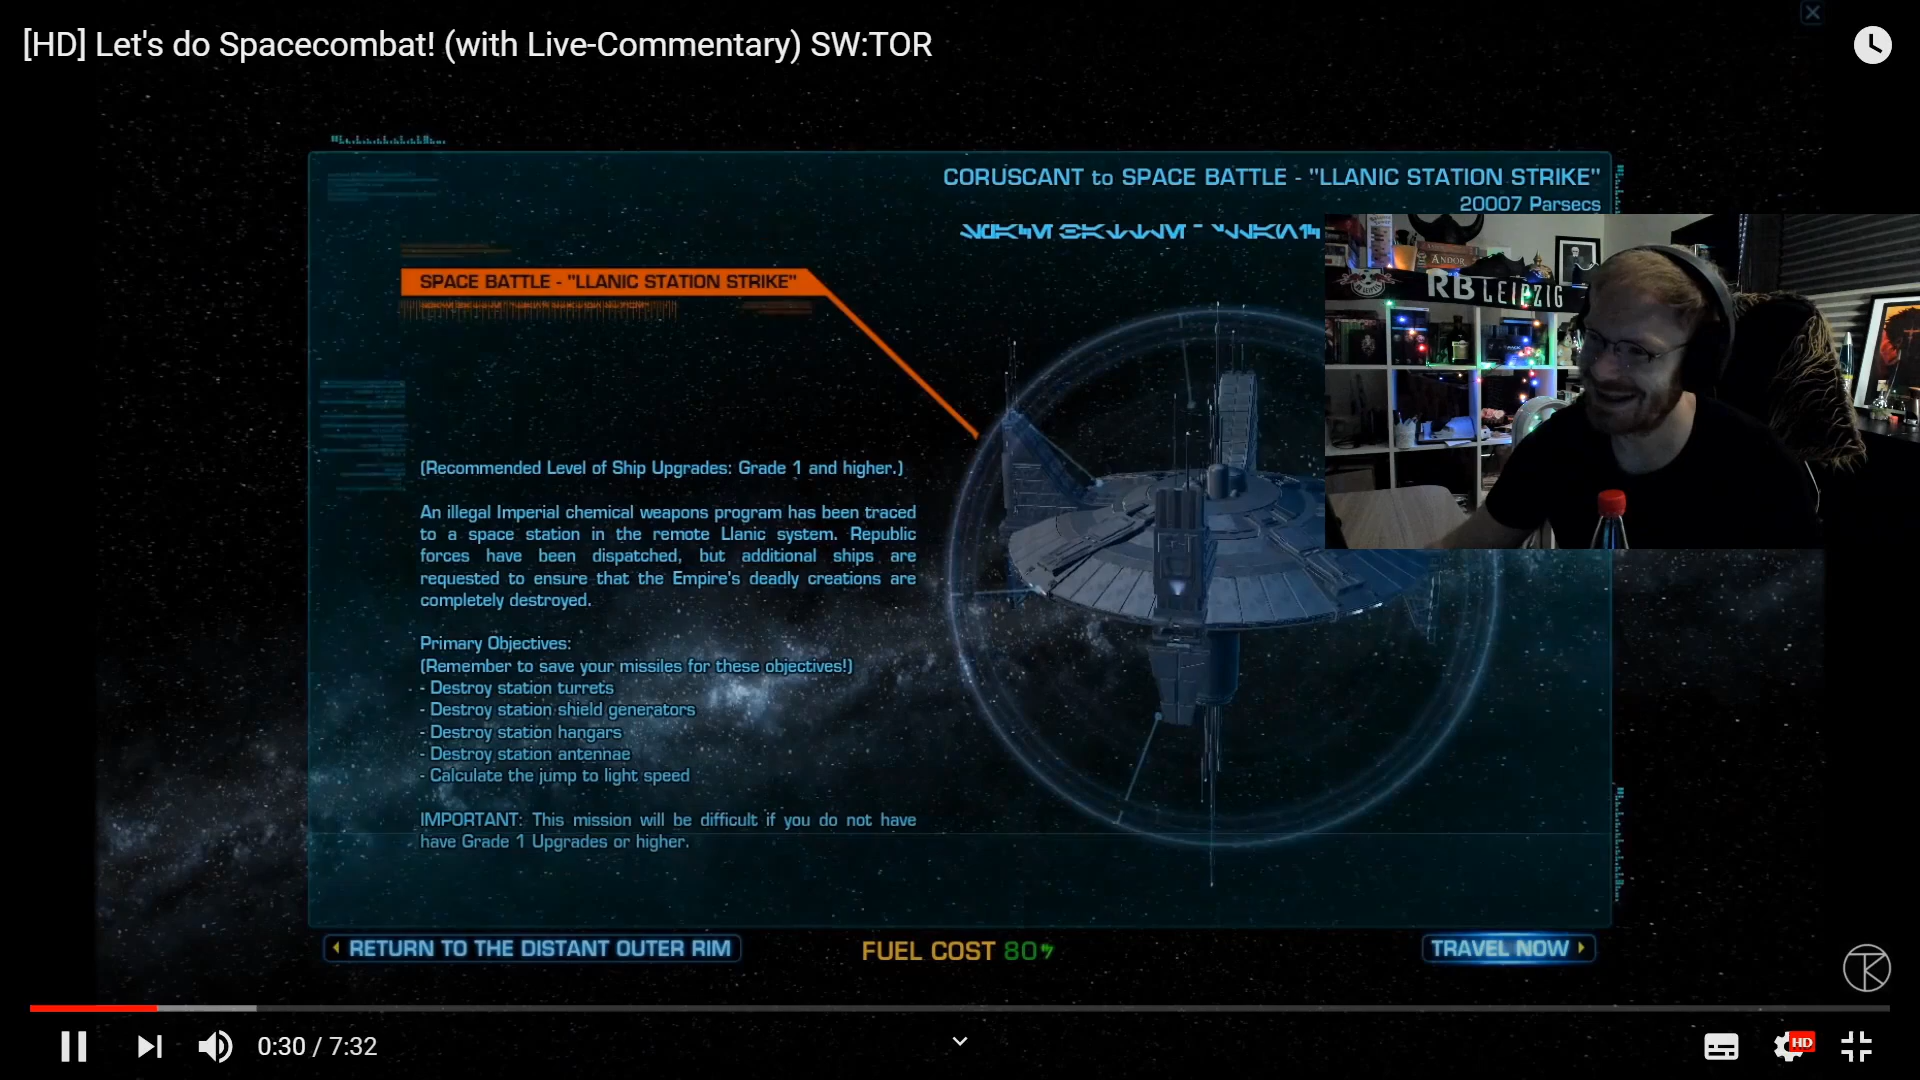 [HD] Let's do Spacecombat! (with Live-Commentary) SW:TOR
CORUSCANT to SPACE BATTLE - "LLANIC STATION STRIKE"
20007 Parsecs
SPACE BATTLE - "LLANIC STATION STRIKE"
ANDOR
RB LEIPZIG
(Recommended Level of Ship Upgrades: Grade 1 and higher.)
An illegal Imperial chemical weapons program has been traced
to a space station in the remote Llanic system. Republic
forces have been dispatched, but additional ships are
requested to ensure that the Empire's deadly creations are
completely destroyed.
Primary Objectives:
(Remember to save your missiles for these objectives!)
- Destroy station turrets
- Destroy station shield generators
- Destroy station hangars
- Destroy station antennae
- Calculate the jump to light speed
IMPORTANT: This mission will be difficult if you do not have
have Grade 1 Upgrades or higher.
RETURN TO THE DISTANT OUTER RIM
FUEL COST 80
TRAVEL NOW
TK
0:30 / 7:32
HD